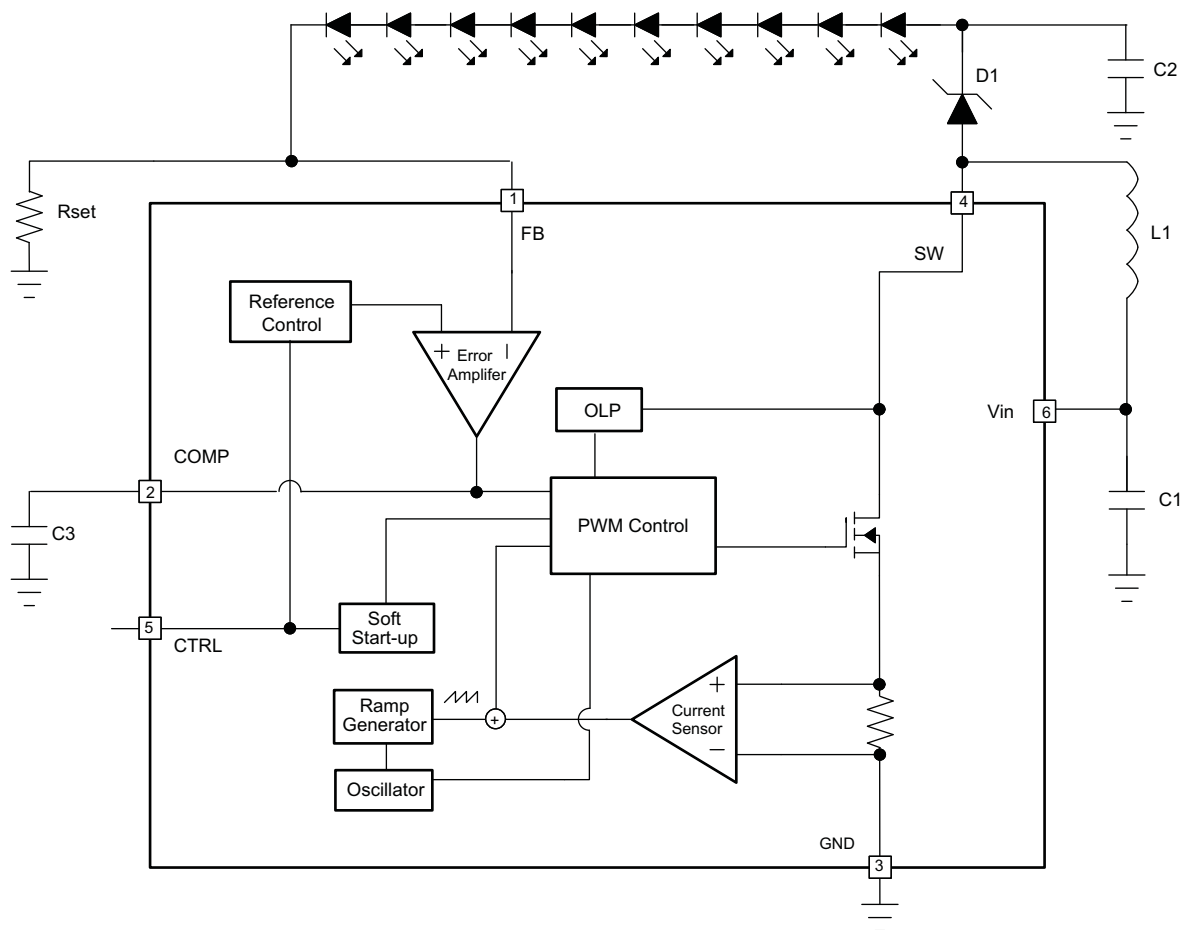 D1
C2
1
4
Rset
FB
SW
L1
Reference
Control
+
Error
Amplifer
OLP
Vin
6
COMP
2
PWM Control
C1
C3
5
CTRL
Soft
Start-up
Ramp
Generator
+
+
Current
Sensor
−
Oscillator
GND
3